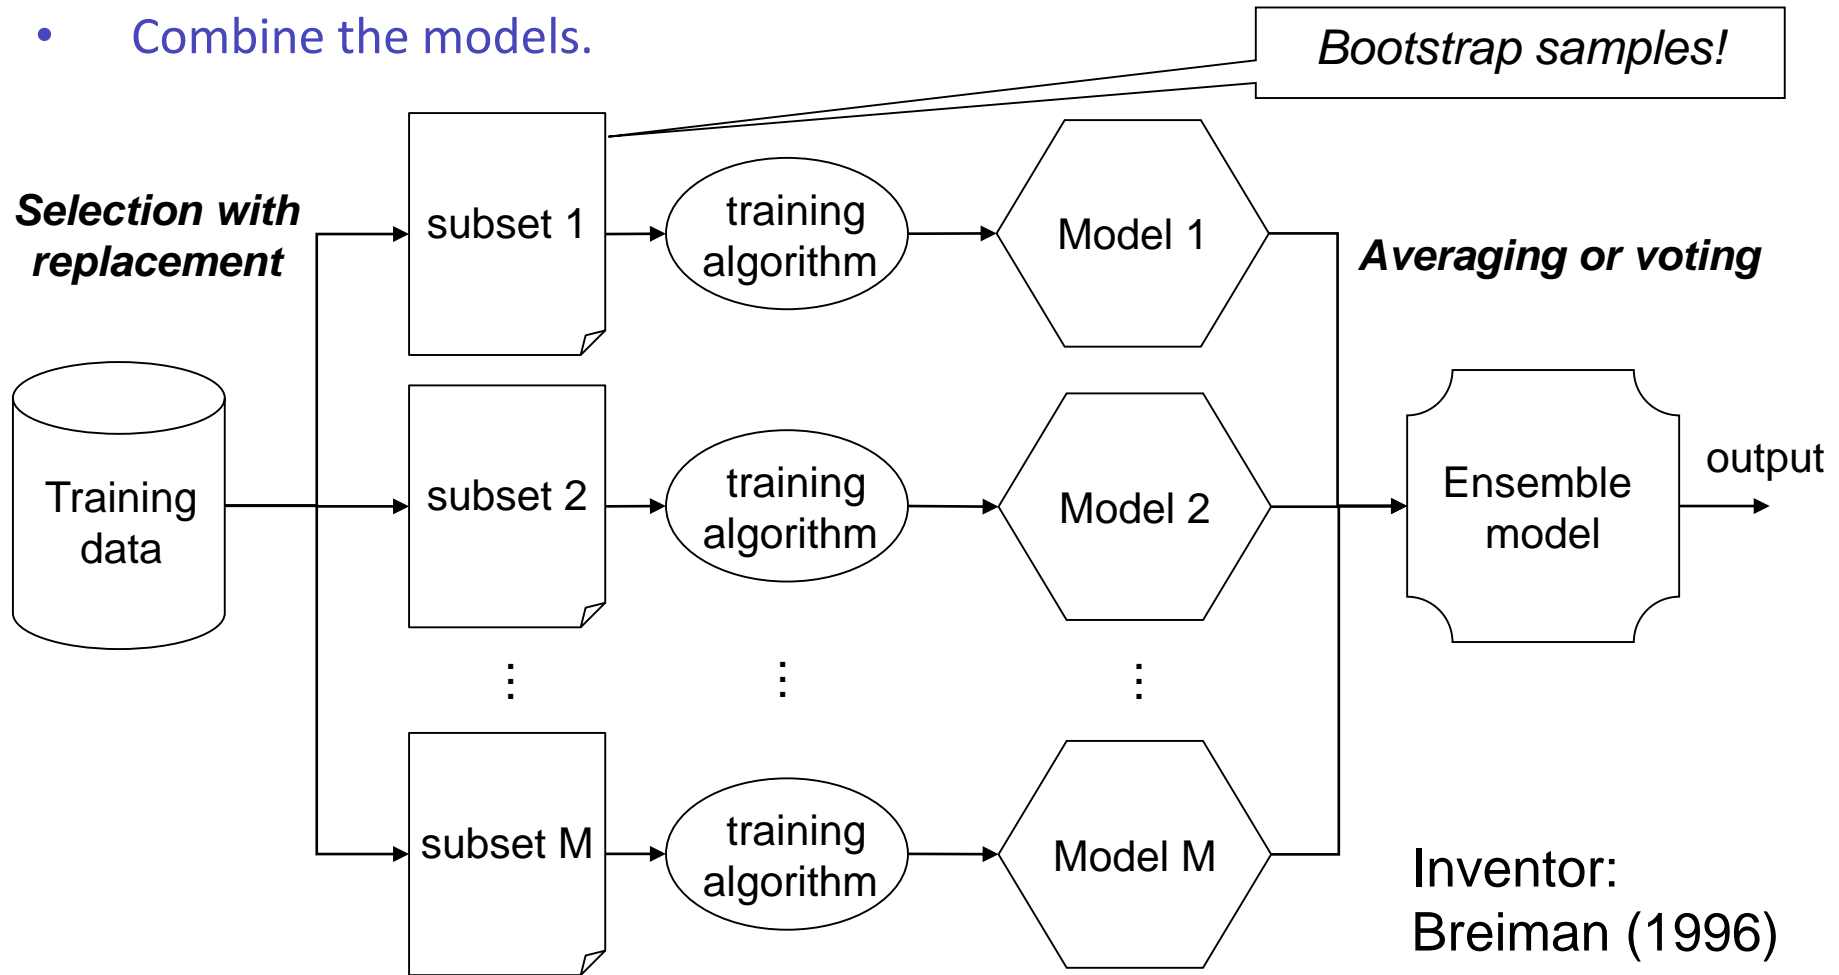 • Combine the models.
Bootstrap samples!
Selection with
replacement
subset 1
training
algorithm
Model 1
Averaging or voting
Training
data
subset 2
training
algorithm
Model 2
Ensemble
model
output
⋮ ⋮ ⋮
subset M
training
algorithm
Model M
Inventor:
Breiman (1996)